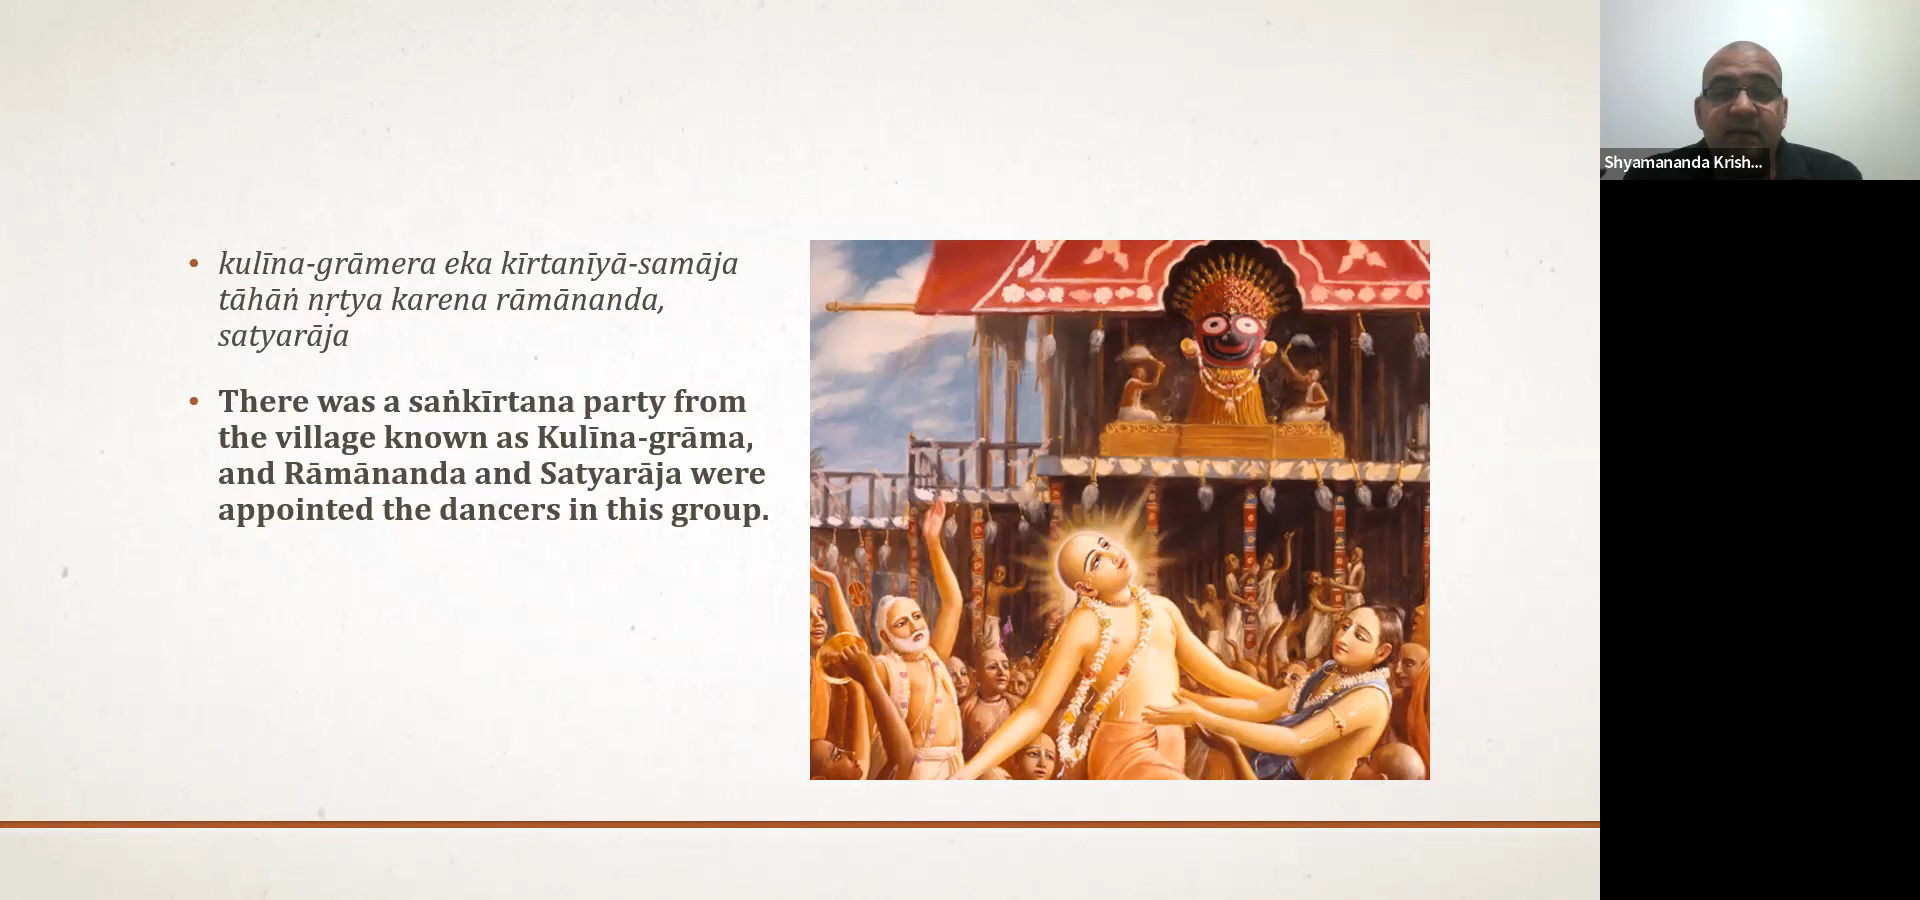 kulīna-grāmera eka kīrtanīyā-samāja
tāhāṅ nṛtya karena rāmānanda,
satyarāja
There was a saṅkīrtana party from
the village known as Kulīna-grāma,
and Rāmānanda and Satyarāja were
appointed the dancers in this group.
Shyamananda Krish...